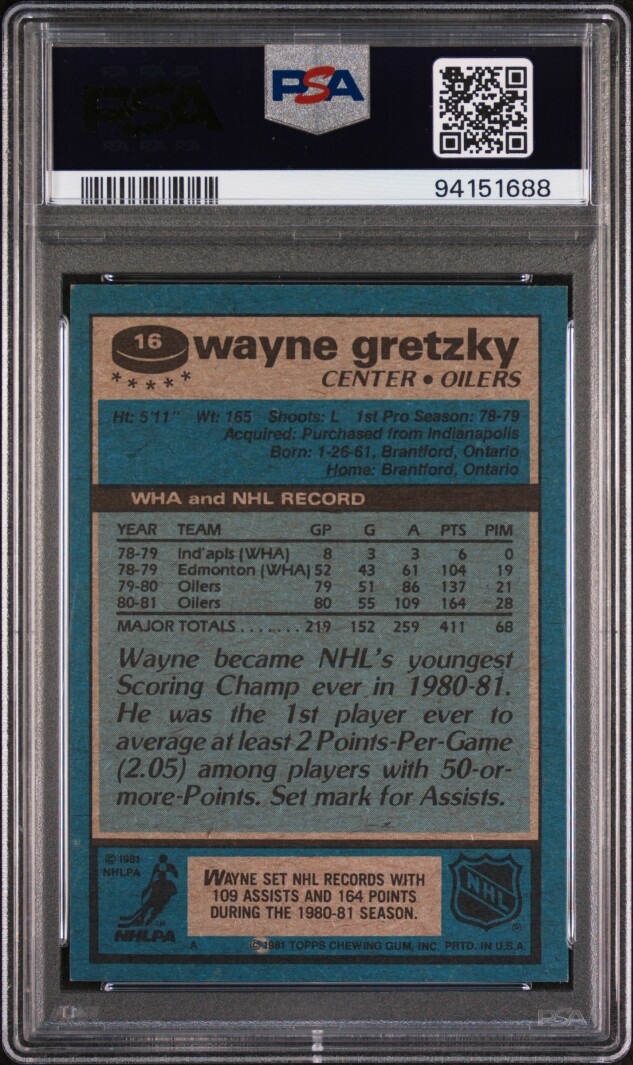 PSA
94151688
16
wayne gretzky
★★★★★
CENTER • OILERS
Ht: 5'11" Wt: 165 Shoots: L 1st Pro Season: 78-79
Acquired: Purchased from Indianapolis
Born: 1-26-61, Brantford, Ontario
Home: Brantford, Ontario
WHA and NHL RECORD
YEAR TEAM GP G A PTS PIM
78-79 Ind'apls (WHA) 8 3 3 6 0
78-79 Edmonton (WHA) 52 43 61 104 19
79-80 Oilers 79 51 86 137 21
80-81 Oilers 80 55 109 164 28
MAJOR TOTALS....... 219 152 259 411 68
Wayne became NHL's youngest
Scoring Champ ever in 1980-81.
He was the 1st player ever to
average at least 2 Points-Per-Game
(2.05) among players with 50-or-
more-Points. Set mark for Assists.
© 1981
NHLPA
NHLPA
WAYNE SET NHL RECORDS WITH
109 ASSISTS AND 164 POINTS
DURING THE 1980-81 SEASON.
NHL
®
A © 1981 TOPPS CHEWING GUM, INC. PRTD. IN U.S.A.
PSA